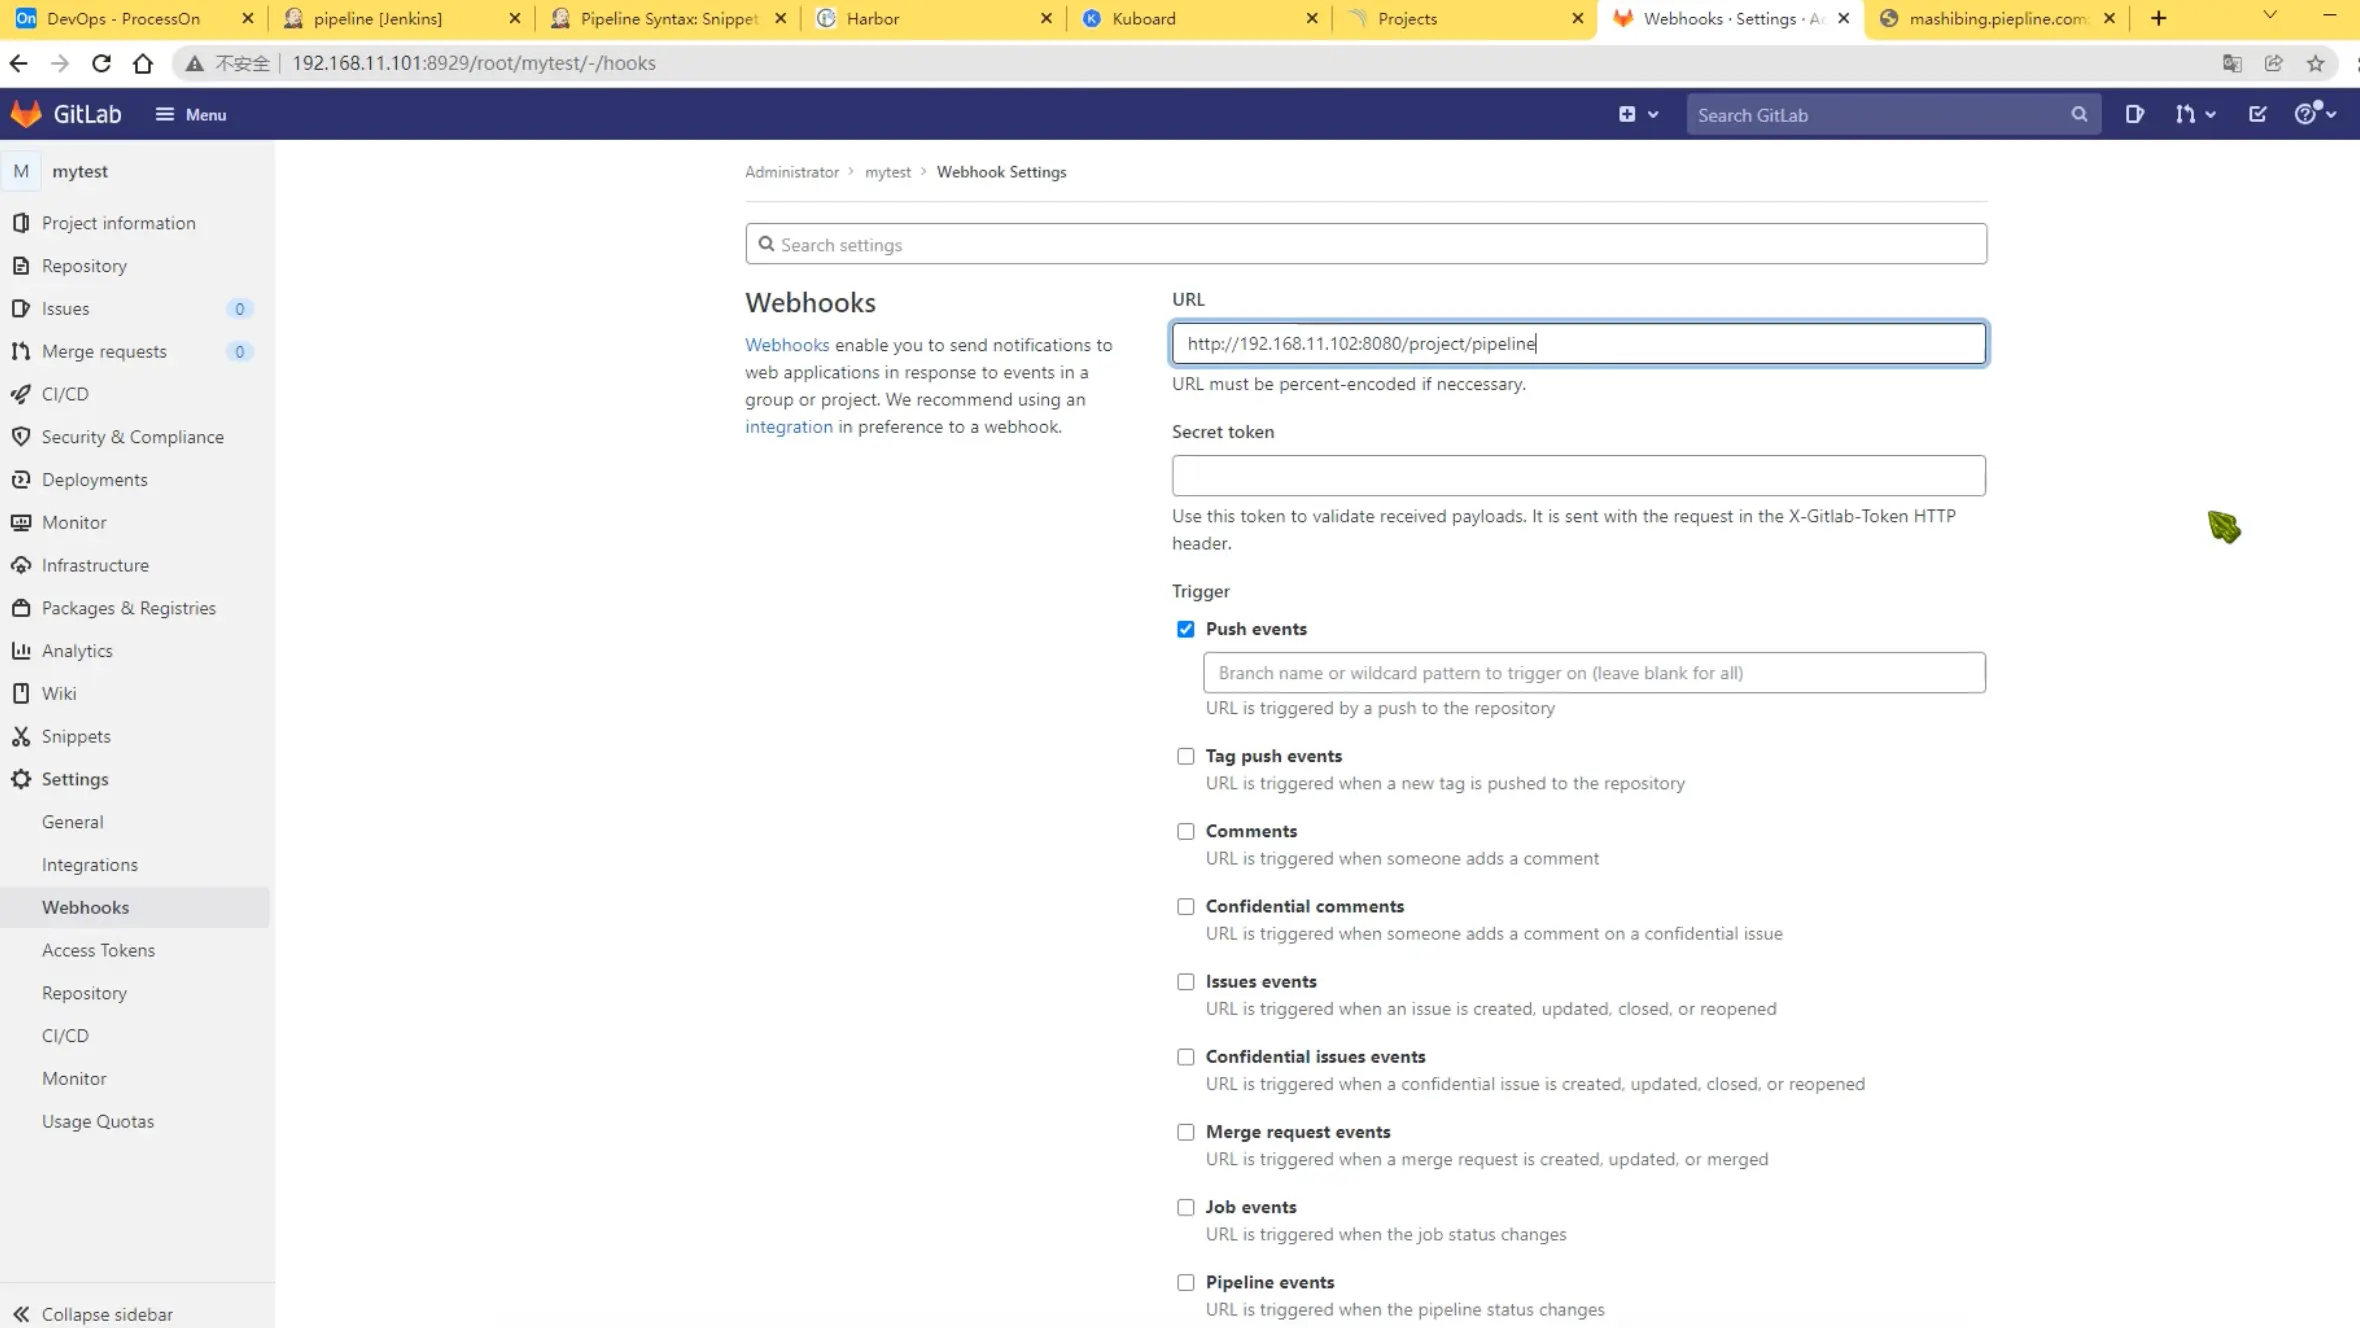 DevOps - ProcessOn
pipeline [Jenkins]
Pipeline Syntax: Snippet
Harbor
Kuboard
Projects
Webhooks · Settings · A
mashibing.piepline.com:
不安全
192.168.11.101:8929/root/mytest/-/hooks
GitLab
Menu
Search GitLab
M mytest
Project information
Repository
Issues 0
Merge requests 0
CI/CD
Security & Compliance
Deployments
Monitor
Infrastructure
Packages & Registries
Analytics
Wiki
Snippets
Settings
General
Integrations
Webhooks
Access Tokens
Repository
CI/CD
Monitor
Usage Quotas
Collapse sidebar
Administrator > mytest > Webhook Settings
Search settings
Webhooks
Webhooks enable you to send notifications to
web applications in response to events in a
group or project. We recommend using an
integration in preference to a webhook.
URL
http://192.168.11.102:8080/project/pipeline
URL must be percent-encoded if neccessary.
Secret token
Use this token to validate received payloads. It is sent with the request in the X-Gitlab-Token HTTP
header.
Trigger
Push events
Branch name or wildcard pattern to trigger on (leave blank for all)
URL is triggered by a push to the repository
Tag push events
URL is triggered when a new tag is pushed to the repository
Comments
URL is triggered when someone adds a comment
Confidential comments
URL is triggered when someone adds a comment on a confidential issue
Issues events
URL is triggered when an issue is created, updated, closed, or reopened
Confidential issues events
URL is triggered when a confidential issue is created, updated, closed, or reopened
Merge request events
URL is triggered when a merge request is created, updated, or merged
Job events
URL is triggered when the job status changes
Pipeline events
URL is triggered when the pipeline status changes